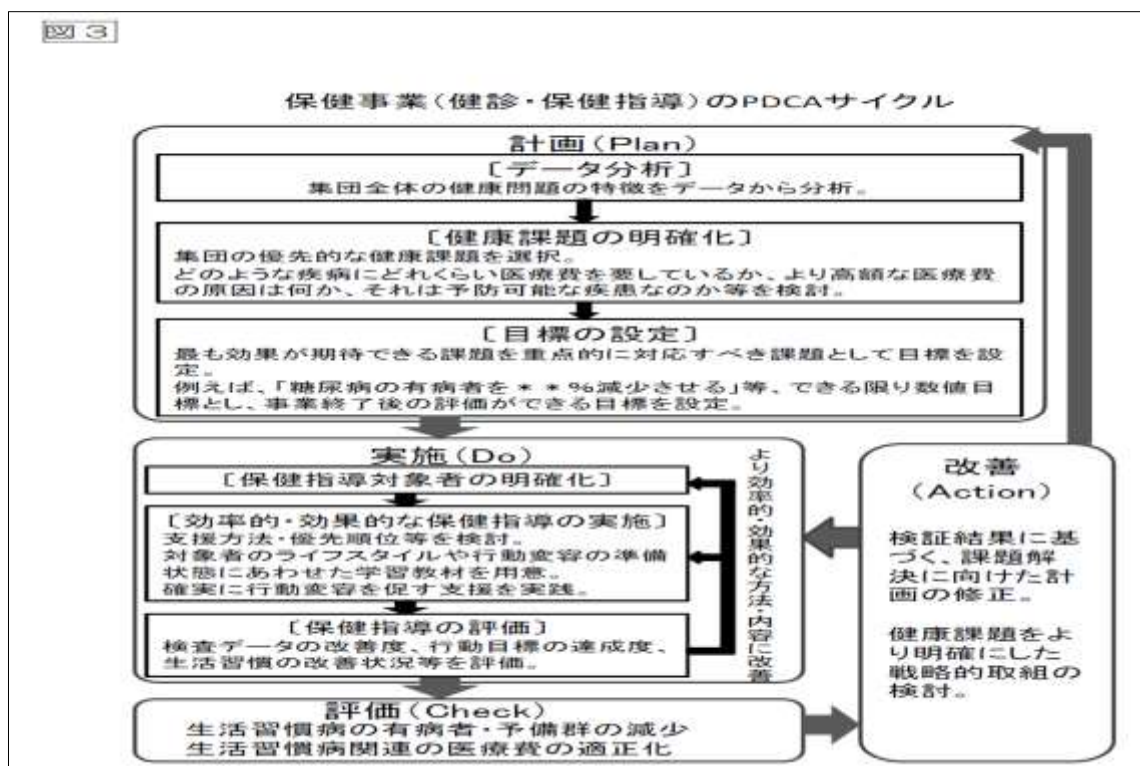 図3
保健事業(健診・保健指導)のPDCAサイクル
計画(Plan)
[データ分析]
集団全体の健康問題の特徴をデータから分析。
[健康課題の明確化]
集団の優先的な健康課題を選択。
どのような疾病にどれくらい医療費を要しているか、より高額な医療費
の原因は何か、それは予防可能な疾患なのか等を検討。
[目標の設定]
最も効果が期待できる課題を重点的に対応すべき課題として目標を設
定。
例えば、「糖尿病の有病者を**%減少させる」等、できる限り数値目
標とし、事業終了後の評価ができる目標を設定。
実施(Do)
[保健指導対象者の明確化]
[効率的・効果的な保健指導の実施]
支援方法・優先順位等を検討。
対象者のライフスタイルや行動変容の準備
状態にあわせた学習教材を用意。
確実に行動変容を促す支援を実践。
[保健指導の評価]
検査データの改善度、行動目標の達成度、
生活習慣の改善状況等を評価。
より効率的・効果的な方法・内容に改善
評価(Check)
生活習慣病の有病者・予備群の減少
生活習慣病関連の医療費の適正化
改善
(Action)
検証結果に基
づく、課題解
決に向けた計
画の修正。
健康課題をよ
り明確にした
戦略的取組の
検討。